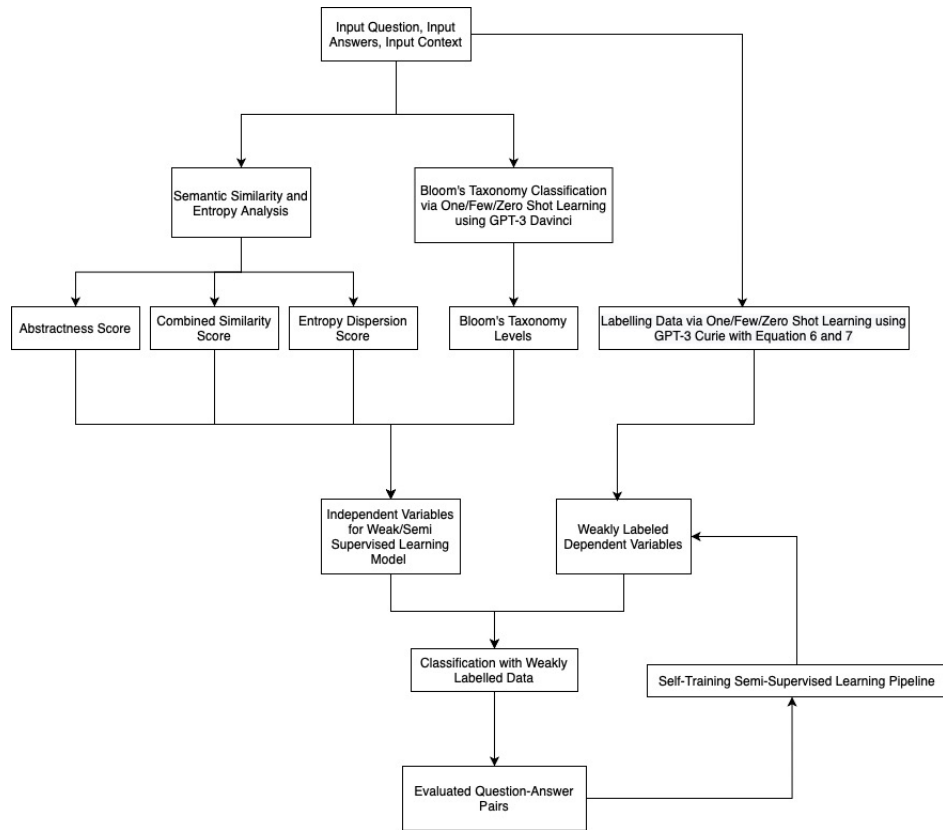 Input Question, Input
Answers, Input Context
Semantic Similarity and
Entropy Analysis
Bloom's Taxonomy Classification
via One/Few/Zero Shot Learning
using GPT-3 Davinci
Abstractness Score
Combined Similarity
Score
Entropy Dispersion
Score
Bloom's Taxonomy
Levels
Labelling Data via One/Few/Zero Shot Learning using
GPT-3 Curie with Equation 6 and 7
Independent Variables
for Weak/Semi
Supervised Learning
Model
Weakly Labeled
Dependent Variables
Classification with Weakly
Labelled Data
Self-Training Semi-Supervised Learning Pipeline
Evaluated Question-Answer
Pairs